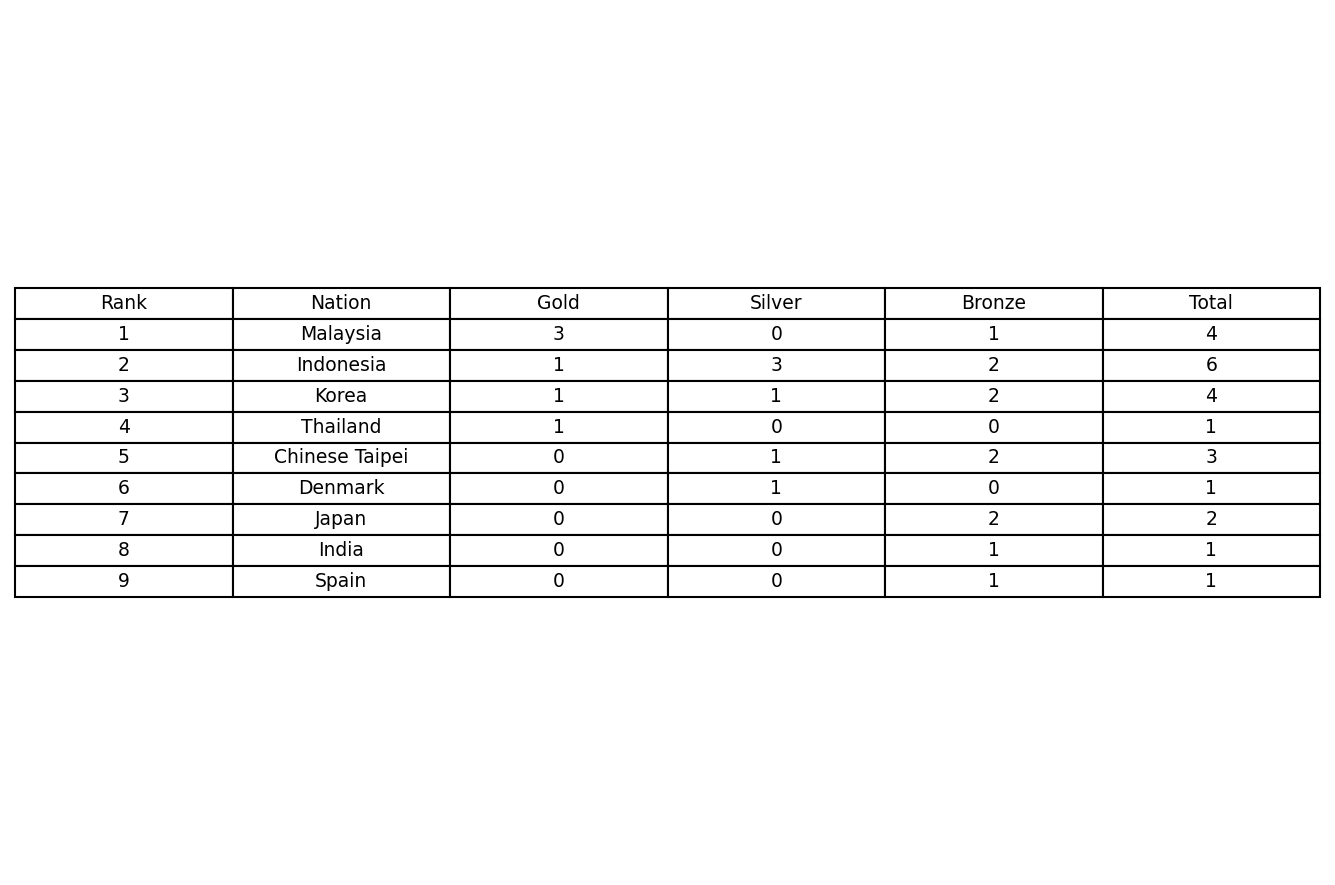 Rank Nation Gold Silver Bronze Total
1 Malaysia 3 0 1 4
2 Indonesia 1 3 2 6
3 Korea 1 1 2 4
4 Thailand 1 0 0 1
5 Chinese Taipei 0 1 2 3
6 Denmark 0 1 0 1
7 Japan 0 0 2 2
8 India 0 0 1 1
9 Spain 0 0 1 1